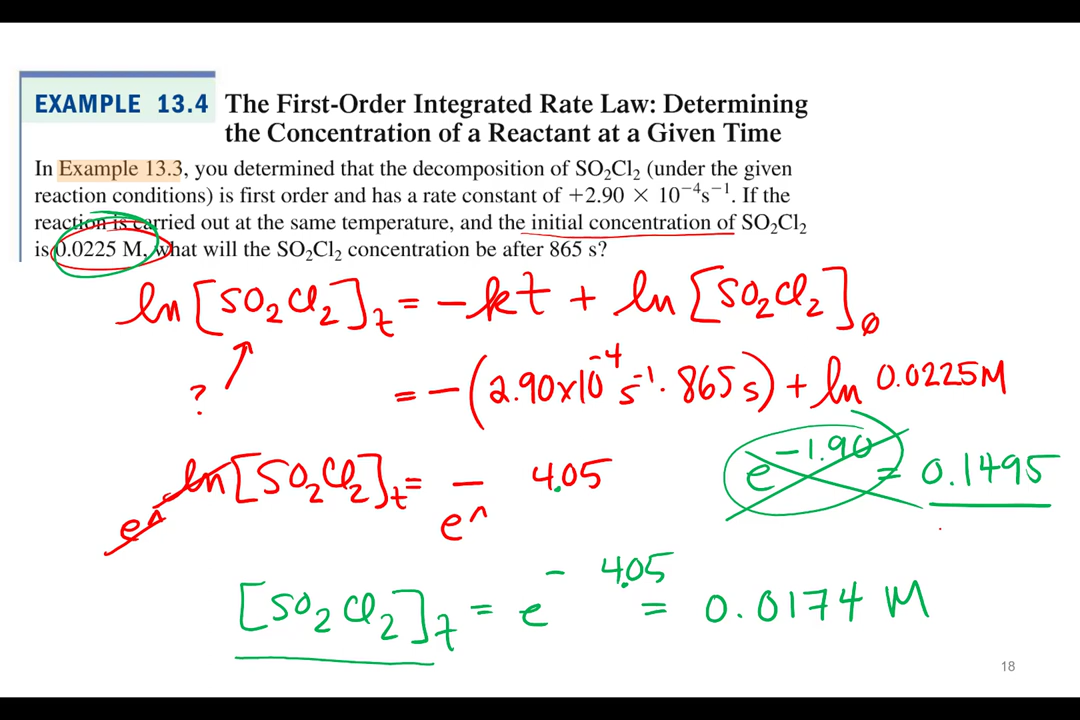 EXAMPLE 13.4 The First-Order Integrated Rate Law: Determining
the Concentration of a Reactant at a Given Time
In Example 13.3, you determined that the decomposition of SO₂Cl₂ (under the given
reaction conditions) is first order and has a rate constant of +2.90 × 10⁻⁴s⁻¹. If the
reaction is carried out at the same temperature, and the initial concentration of SO₂Cl₂
is 0.0225 M, what will the SO₂Cl₂ concentration be after 865 s?
ln [SO₂Cl₂]t = -kt + ln [SO₂Cl₂]₀
?
= -(2.90x10⁻⁴ s⁻¹ · 865 s) + ln 0.0225 M
e^-1.90 = 0.1495
ln [SO₂Cl₂]t = - 4.05
e^ e^
[SO₂Cl₂]t = e^-4.05 = 0.0174 M
18